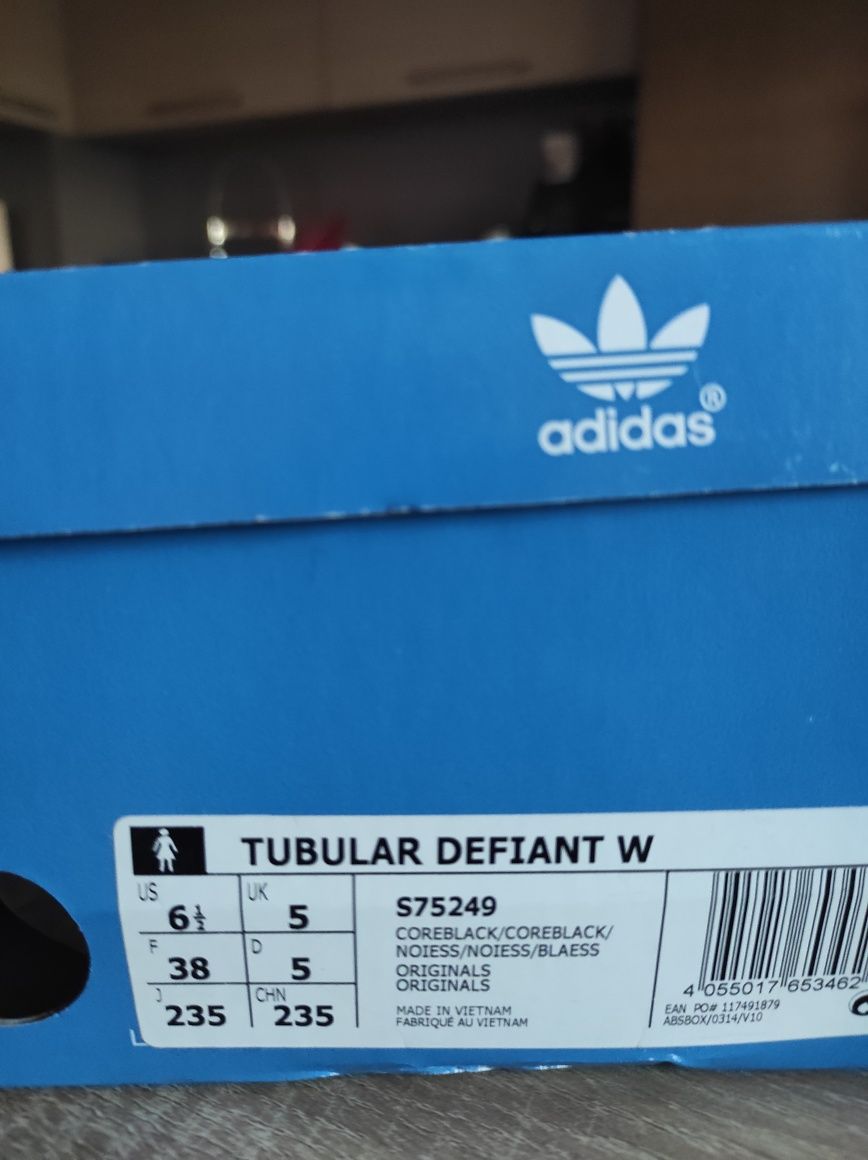 adidas®
TUBULAR DEFIANT W
US 6½ UK 5
F 38 D 5
J 235 CHN 235
S75249
COREBLACK/COREBLACK/
NOIESS/NOIESS/BLAESS
ORIGINALS
ORIGINALS
MADE IN VIETNAM
FABRIQUÉ AU VIETNAM
4 055017 653462
EAN PO# 117491879
ABSBOX/0314/V10